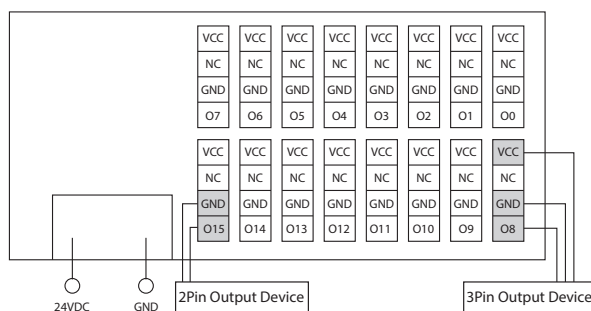 VCC VCC VCC VCC VCC VCC VCC VCC
NC NC NC NC NC NC NC NC
GND GND GND GND GND GND GND GND
O7 O6 O5 O4 O3 O2 O1 O0
VCC VCC VCC VCC VCC VCC VCC VCC
NC NC NC NC NC NC NC NC
GND GND GND GND GND GND GND GND
O15 O14 O13 O12 O11 O10 O9 O8
24VDC GND 2Pin Output Device 3Pin Output Device